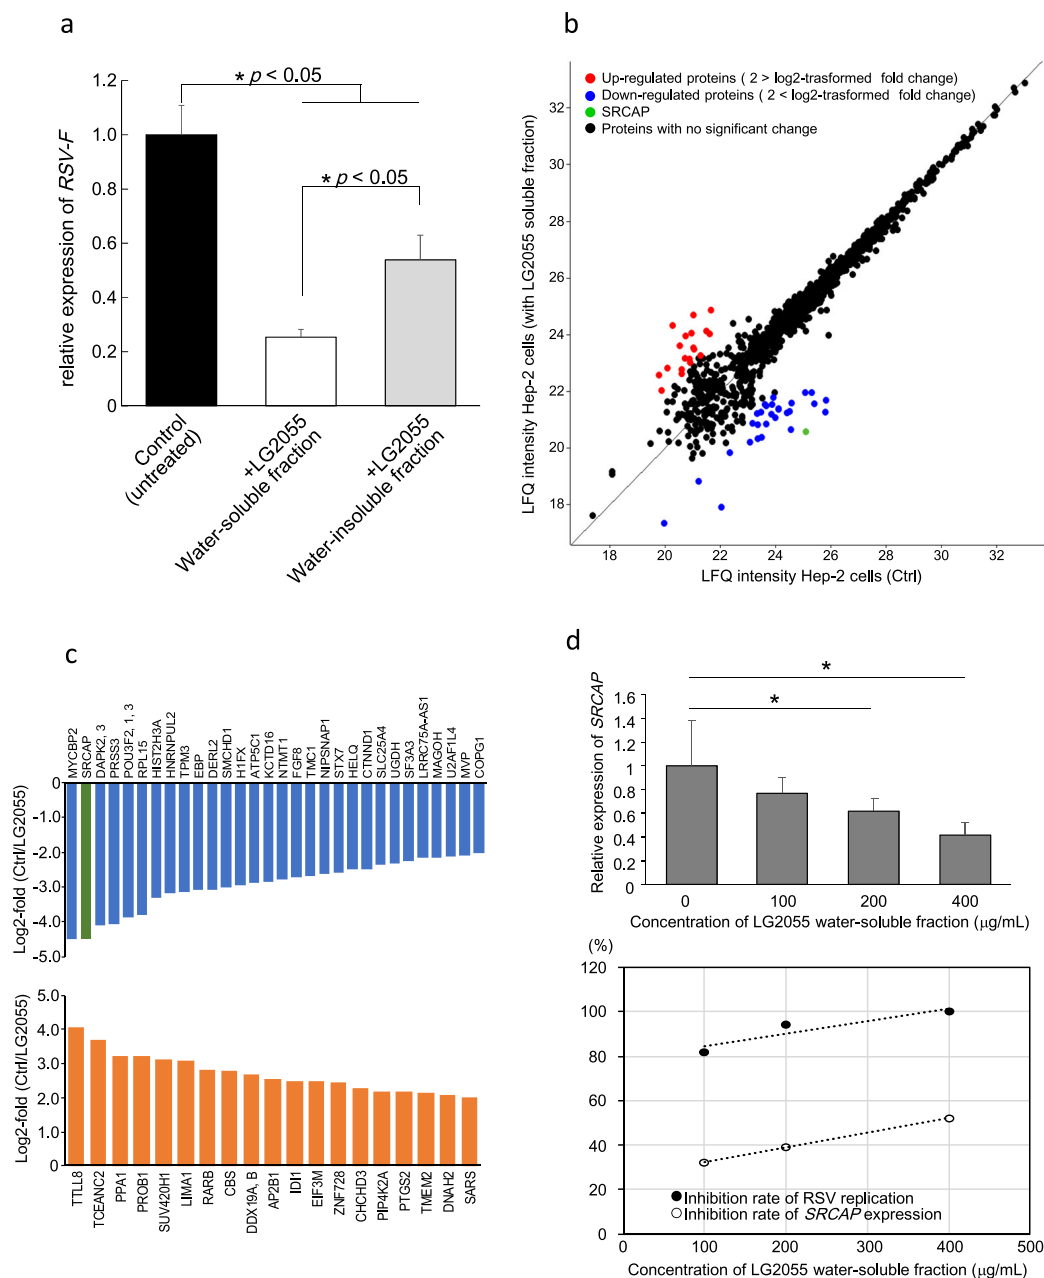 a
relative expression of RSV-F
1.2
1.0
0.8
0.6
0.4
0.2
0
* p < 0.05
* p < 0.05
Control
(untreated)
+LG2055
Water-soluble fraction
+LG2055
Water-insoluble fraction
b
Up-regulated proteins ( 2 > log2-trasformed fold change)
Down-regulated proteins ( 2 < log2-trasformed fold change)
SRCAP
Proteins with no significant change
LFQ intensity Hep-2 cells (with LG2055 soluble fraction)
32
30
28
26
24
22
20
18
18 20 22 24 26 28 30 32
LFQ intensity Hep-2 cells (Ctrl)
c
MYCBP2
SRCAP
DAPK2, 3
PRSS3
POU3F2, 1, 3
RPL15
HIST2H3A
HNRNPUL2
TPM3
EBP
DERL2
SMCHD1
H1FX
ATP5C1
KCTD16
NTMT1
FGF8
TMC1
NIPSNAP1
STX7
HELQ
CTNND1
SLC25A4
UGDH
SF3A3
LRRC75A-AS1
MAGOH
U2AF1L4
MVP
COPG1
Log2-fold (Ctrl/LG2055)
0
-1.0
-2.0
-3.0
-4.0
-5.0
Log2-fold (Ctrl/LG2055)
5.0
4.0
3.0
2.0
1.0
0
TTLL8
TCEANC2
PPA1
PROB1
SUV420H1
LIMA1
RARB
CBS
DDX19A, B
AP2B1
IDI1
EIF3M
ZNF728
CHCHD3
PIP4K2A
PTGS2
TMEM2
DNAH2
SARS
d
Relative expression of SRCAP
1.6
1.4
1.2
1
0.8
0.6
0.4
0.2
0
*
*
0 100 200 400
Concentration of LG2055 water-soluble fraction (μg/mL)
(%)
120
100
80
60
40
20
0
Inhibition rate of RSV replication
Inhibition rate of SRCAP expression
0 100 200 300 400 500
Concentration of LG2055 water-soluble fraction (μg/mL)